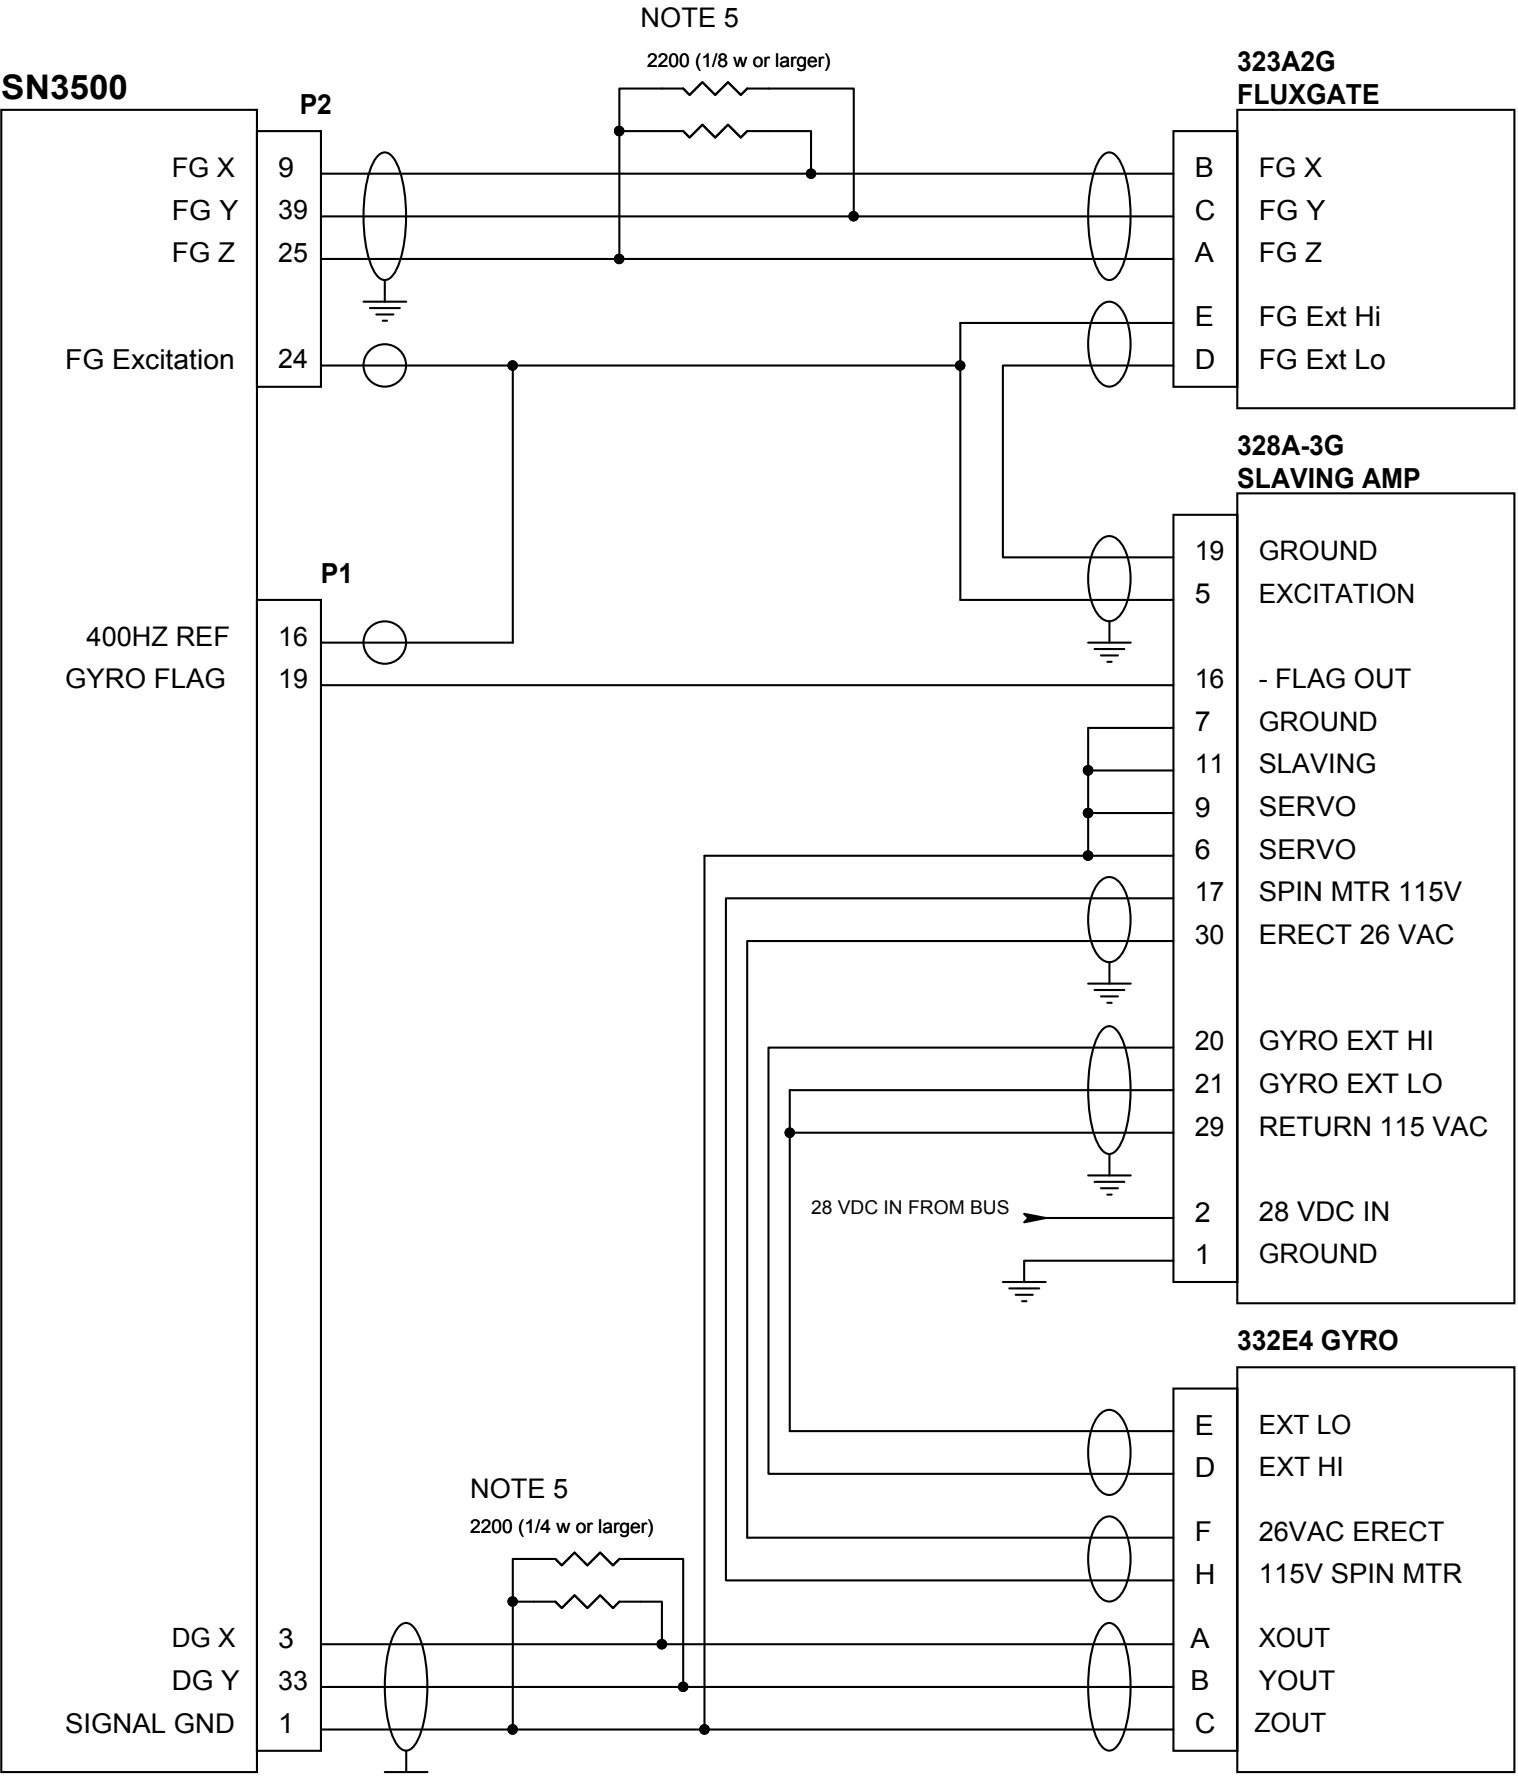 NOTE 5
2200 (1/8 w or larger)
SN3500
P2
FG X 9
FG Y 39
FG Z 25
FG Excitation 24
323A2G
FLUXGATE
B FG X
C FG Y
A FG Z
E FG Ext Hi
D FG Ext Lo
P1
400HZ REF 16
GYRO FLAG 19
328A-3G
SLAVING AMP
19 GROUND
5 EXCITATION
16 - FLAG OUT
7 GROUND
11 SLAVING
9 SERVO
6 SERVO
17 SPIN MTR 115V
30 ERECT 26 VAC
20 GYRO EXT HI
21 GYRO EXT LO
29 RETURN 115 VAC
28 VDC IN FROM BUS
2 28 VDC IN
1 GROUND
332E4 GYRO
E EXT LO
D EXT HI
F 26VAC ERECT
H 115V SPIN MTR
A XOUT
B YOUT
C ZOUT
NOTE 5
2200 (1/4 w or larger)
DG X 3
DG Y 33
SIGNAL GND 1